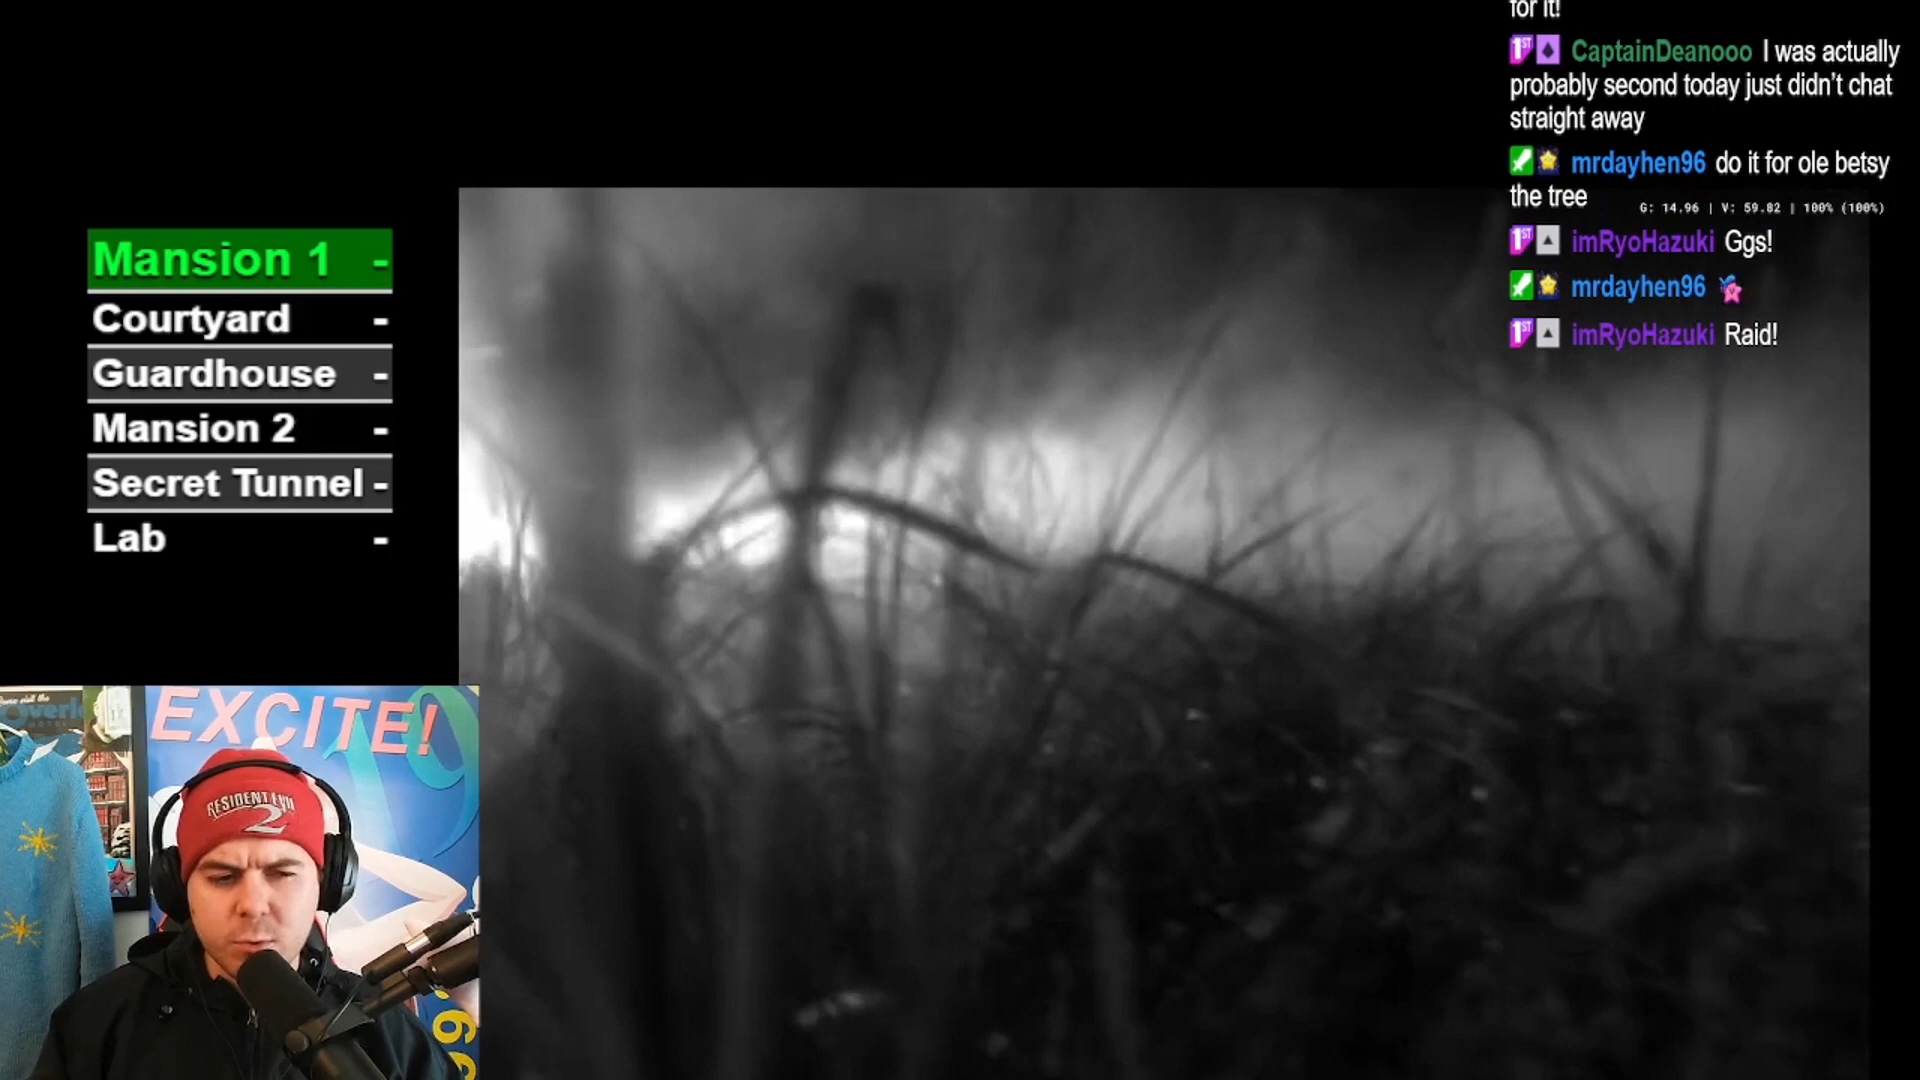 for it!
CaptainDeanooo I was actually
probably second today just didn't chat
straight away
mrdayhen96 do it for ole betsy
the tree
G: 14.96 | V: 59.82 | 100% (100%)
imRyoHazuki Ggs!
mrdayhen96
imRyoHazuki Raid!
Mansion 1 -
Courtyard -
Guardhouse -
Mansion 2 -
Secret Tunnel -
Lab -
EXCITE!
19
RESIDENT EVIL
2